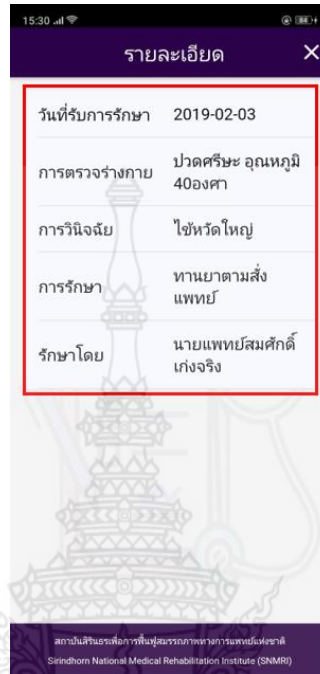 15:30
84
รายละเอียด
วันที่รับการรักษา 2019-02-03
การตรวจร่างกาย ปวดศรีษะ อุณหภูมิ
40องศา
การวินิจฉัย ไข้หวัดใหญ่
การรักษา ทานยาตามสั่ง
แพทย์
รักษาโดย นายแพทย์สมศักดิ์
เก่งจริง
สถาบันสิรินธรเพื่อการฟื้นฟูสมรรถภาพทางการแพทย์แห่งชาติ
Sirindhorn National Medical Rehabilitation Institute (SNMRI)